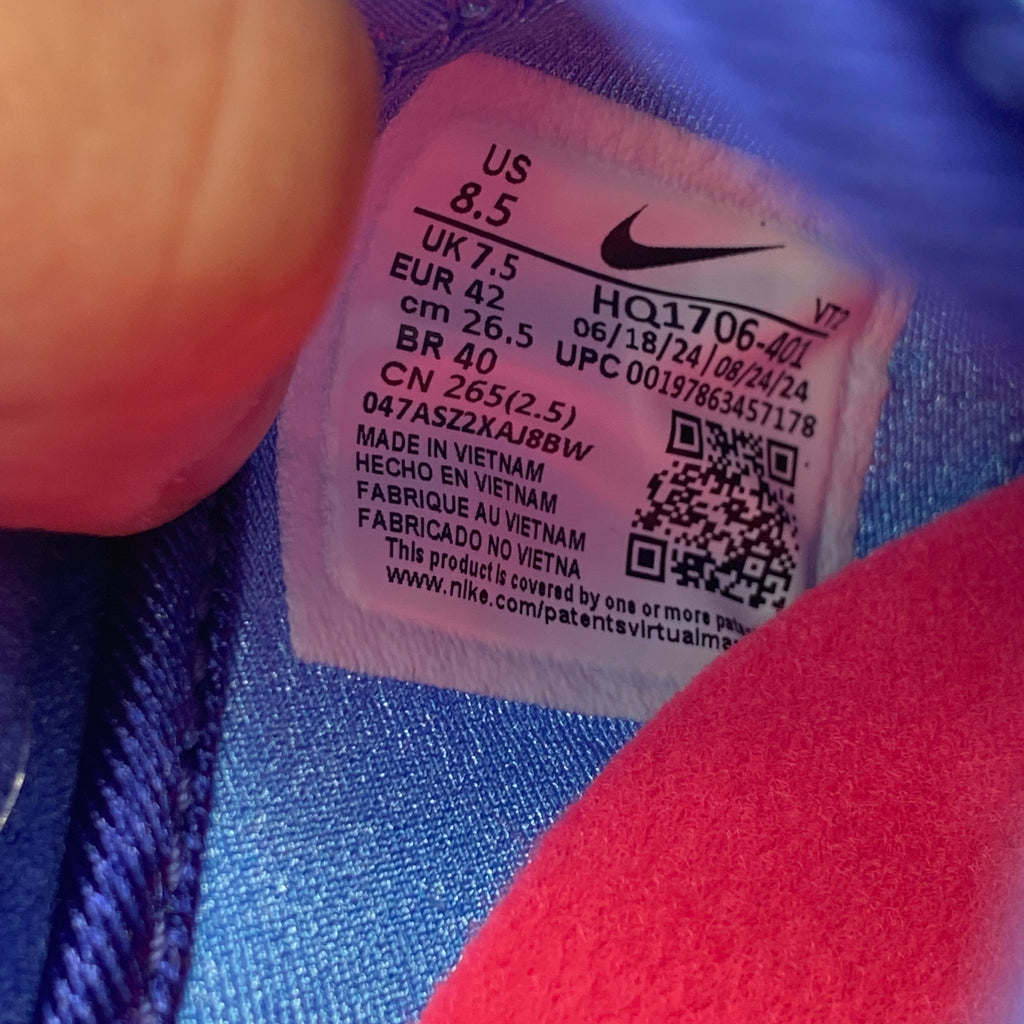 US
8.5
UK 7.5
EUR 42
cm 26.5
BR 40
CN 265(2.5)
047ASZ2XAJ8BW
VT2
HQ1706-401
06/18/24|08/24/24
UPC 00197863457178
MADE IN VIETNAM
HECHO EN VIETNAM
FABRIQUE AU VIETNAM
FABRICADO NO VIETNA
This product is covered by one or more
www.nike.com/patentsvirtualma